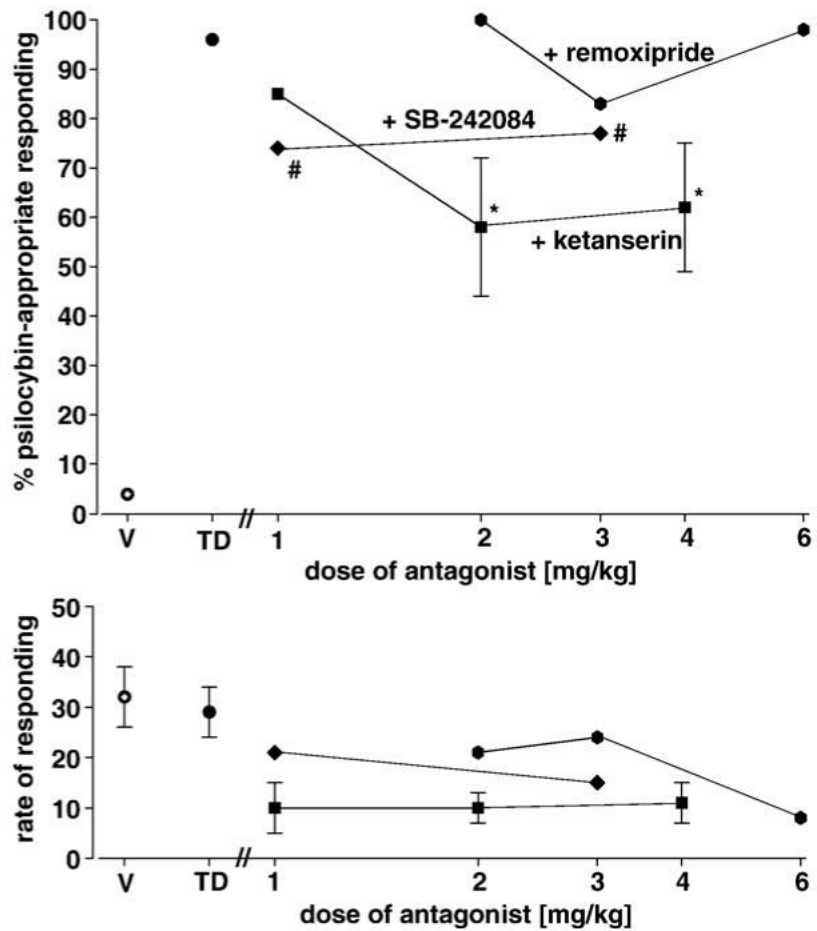 % psilocybin-appropriate responding
100
90
80
70
60
50
40
30
20
10
0
+ remoxipride
+ SB-242084
#
#
*
*
+ ketanserin
V TD // 1 2 3 4 6
dose of antagonist [mg/kg]
rate of responding
50
40
30
20
10
0
V TD // 1 2 3 4 6
dose of antagonist [mg/kg]